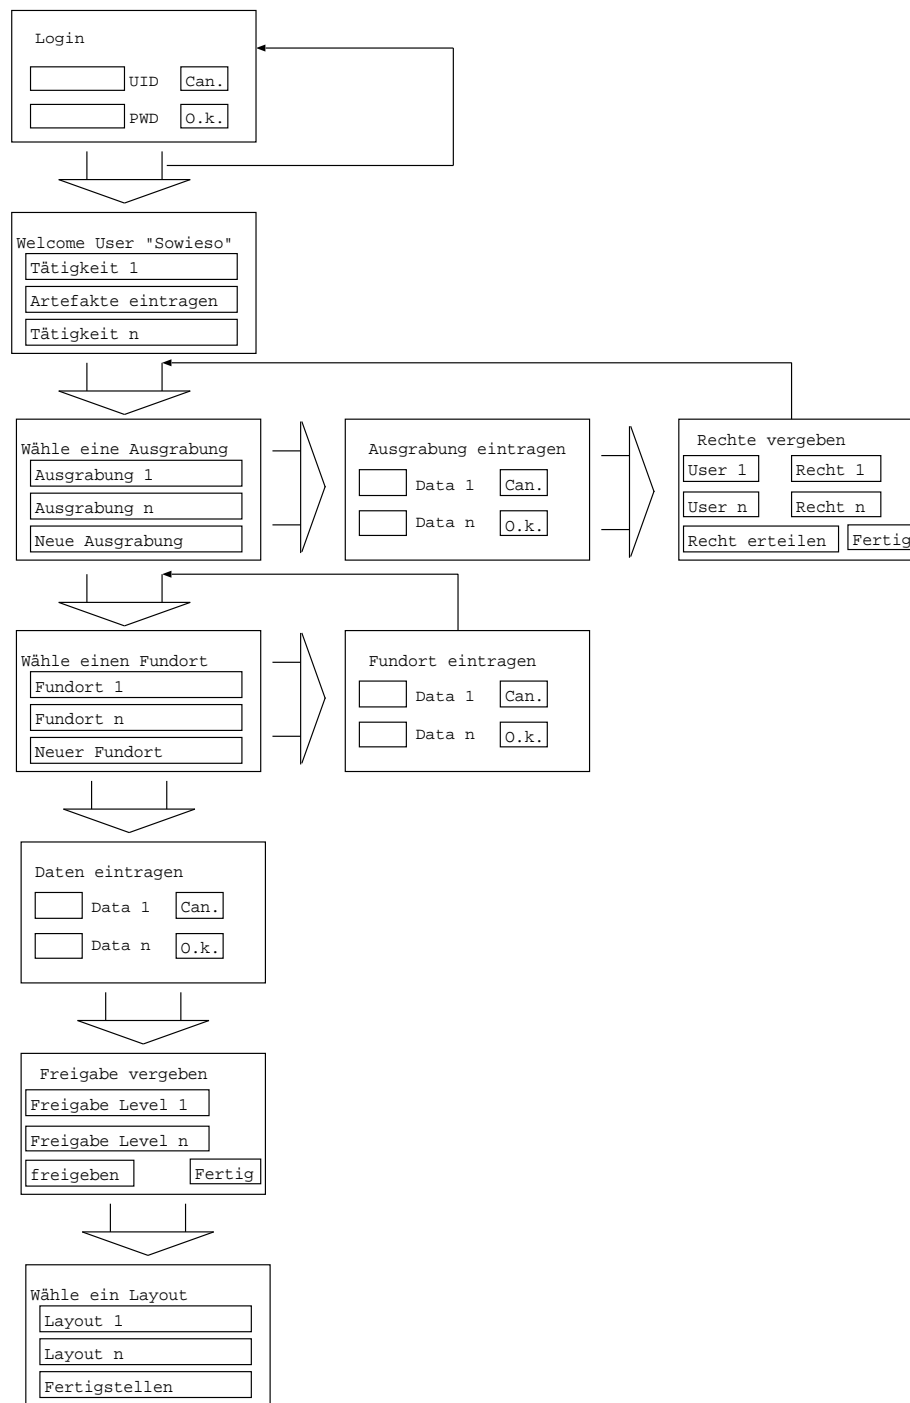 Login
UID Can.
PWD O.k.
Welcome User "Sowieso"
Tätigkeit 1
Artefakte eintragen
Tätigkeit n
Wähle eine Ausgrabung
Ausgrabung 1
Ausgrabung n
Neue Ausgrabung
Ausgrabung eintragen
Data 1 Can.
Data n O.k.
Rechte vergeben
User 1 Recht 1
User n Recht n
Recht erteilen Fertig
Wähle einen Fundort
Fundort 1
Fundort n
Neuer Fundort
Fundort eintragen
Data 1 Can.
Data n O.k.
Daten eintragen
Data 1 Can.
Data n O.k.
Freigabe vergeben
Freigabe Level 1
Freigabe Level n
freigeben Fertig
Wähle ein Layout
Layout 1
Layout n
Fertigstellen